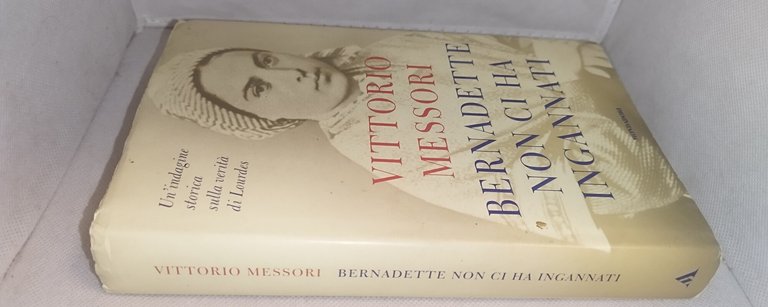 VITTORIO
MESSORI
BERNADETTE
NON CI HA
INGANNATI
Un'indagine
storica
sulla verità
di Lourdes
MONDADORI
VITTORIO MESSORI BERNADETTE NON CI HA INGANNATI